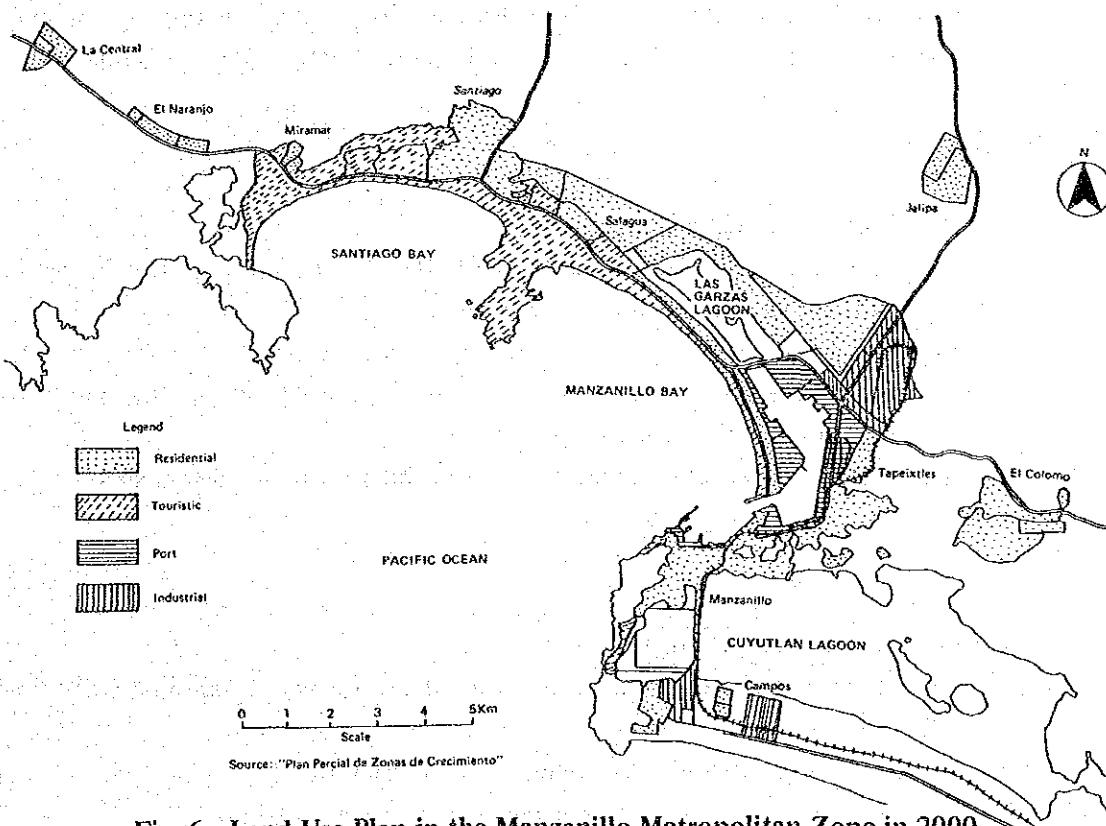 La Central
El Naranjo
Miramar
Santiago
Salagua
Jalipa
N
SANTIAGO BAY
LAS
GARZAS
LAGOON
MANZANILLO BAY
Legend
Residential
Touristic
Port
Industrial
Tapeixtles
El Colomo
PACIFIC OCEAN
Manzanillo
CUYUTLAN LAGOON
Campos
0 1 2 3 4 5Km
Scale
Source: "Plan Parcial de Zonas de Crecimiento"
Land Use Plan in the Manzanillo Metropolitan Zone in 2000